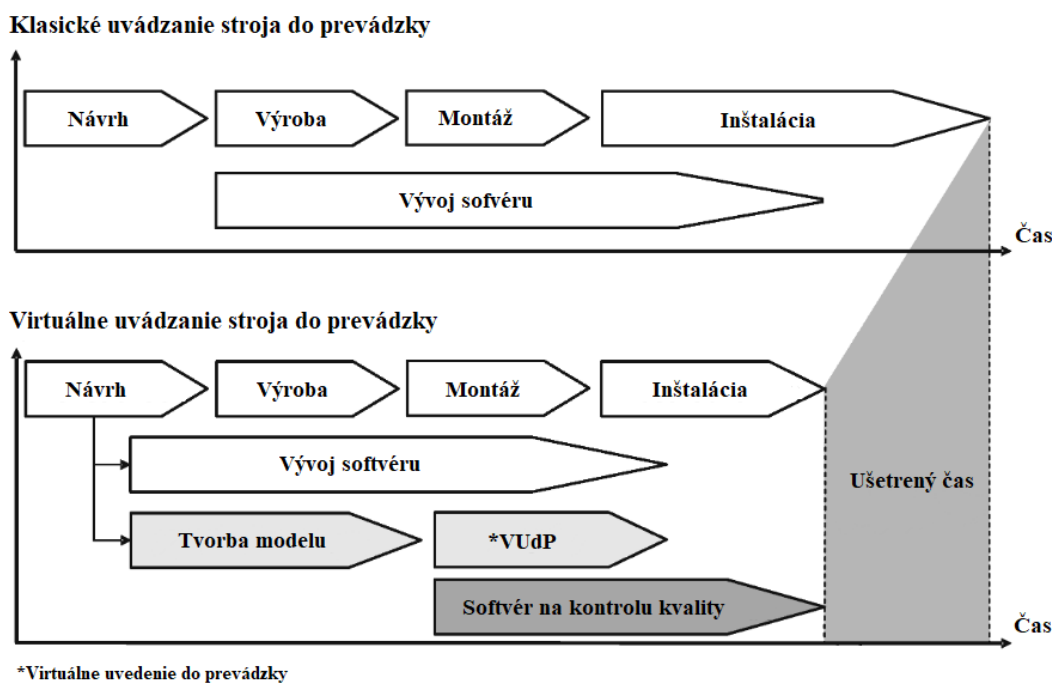 Klasické uvádzanie stroja do prevádzky
Návrh
Výroba
Montáž
Inštalácia
Vývoj sofvéru
Čas
Virtuálne uvádzanie stroja do prevádzky
Návrh
Výroba
Montáž
Inštalácia
Vývoj softvéru
Ušetrený čas
Tvorba modelu
*VUdP
Softvér na kontrolu kvality
Čas
*Virtuálne uvedenie do prevádzky